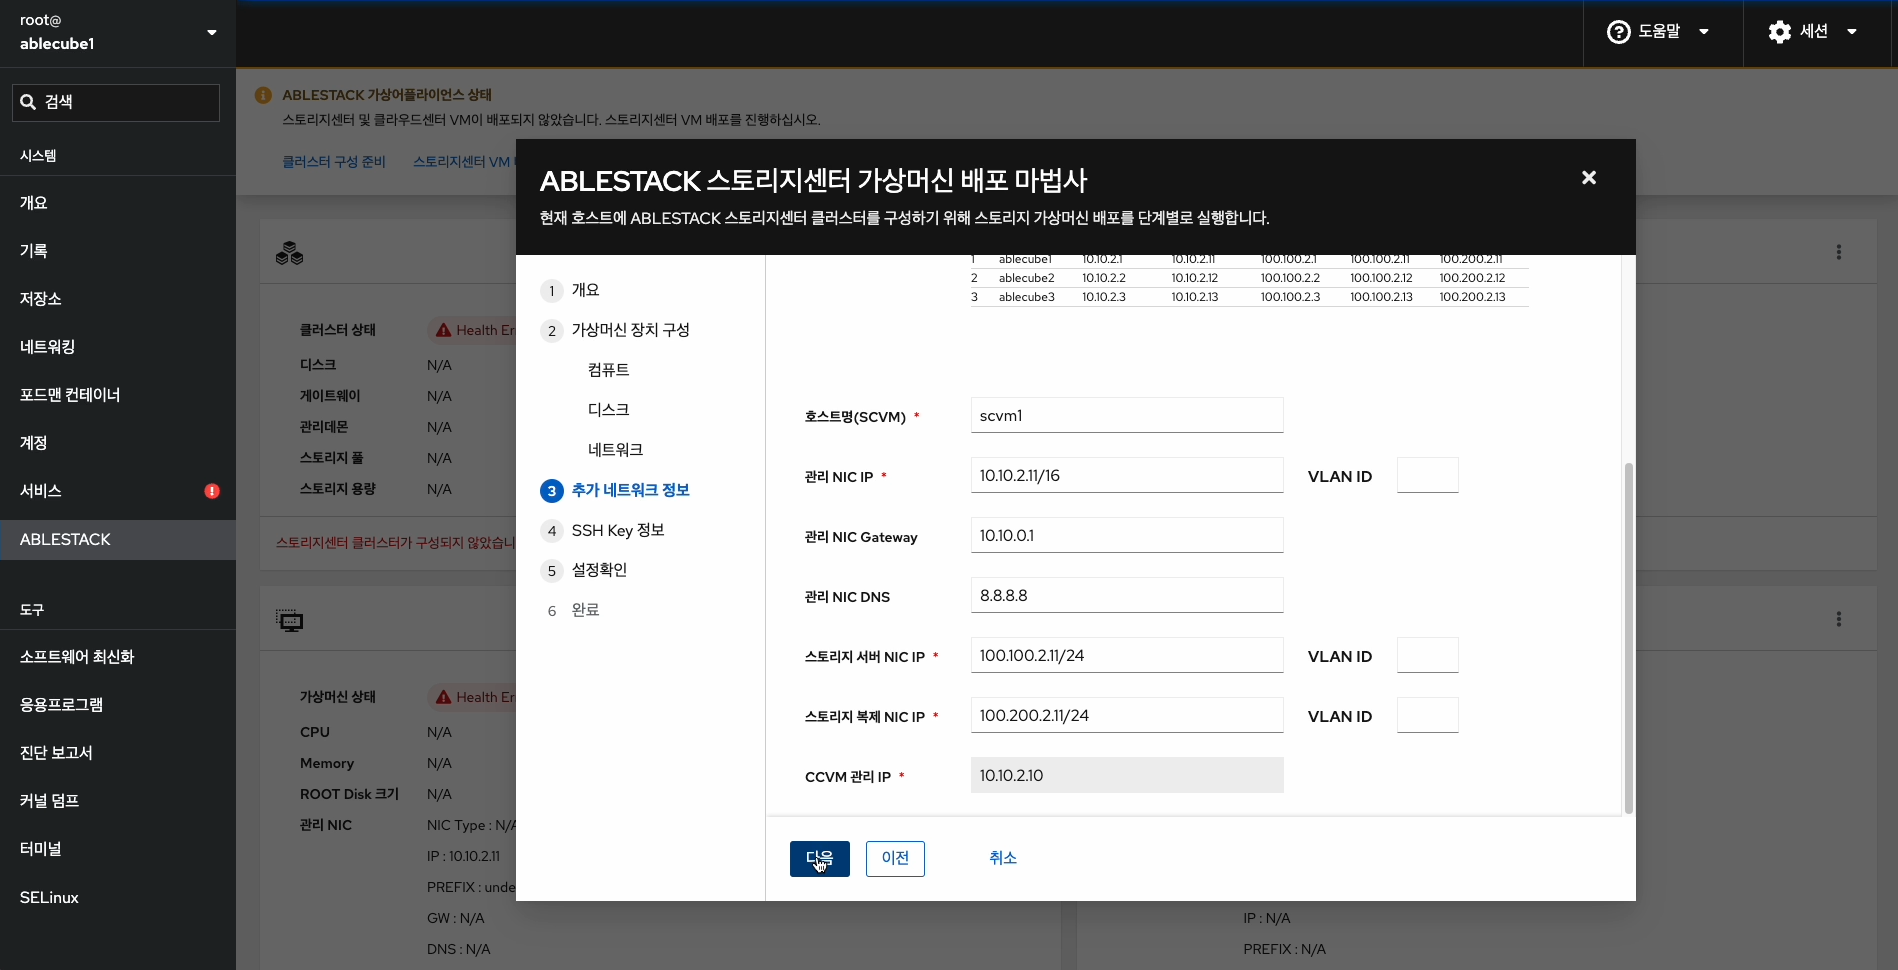 root@
ablecube1
도움말
세션
검색
시스템
개요
기록
저장소
네트워킹
포드맨 컨테이너
계정
서비스
ABLESTACK
도구
소프트웨어 최신화
응용프로그램
진단 보고서
커널 덤프
터미널
SELinux
ABLESTACK 가상어플라이언스 상태
스토리지센터 및 클라우드센터 VM이 배포되지 않았습니다. 스토리지센터 VM 배포를 진행하십시오.
클러스터 구성 준비 스토리지센터 VM
클러스터 상태 Health Er
디스크 N/A
게이트웨이 N/A
관리데몬 N/A
스토리지 풀 N/A
스토리지 용량 N/A
스토리지센터 클러스터가 구성되지 않았습니
가상머신 상태 Health Er
CPU N/A
Memory N/A
ROOT Disk 크기 N/A
관리 NIC NIC Type : N/A
IP : 10.10.2.11
PREFIX : unde
GW : N/A
DNS : N/A
IP : N/A
PREFIX : N/A
ABLESTACK 스토리지센터 가상머신 배포 마법사
현재 호스트에 ABLESTACK 스토리지센터 클러스터를 구성하기 위해 스토리지 가상머신 배포를 단계별로 실행합니다.
1 개요
2 가상머신 장치 구성
컴퓨트
디스크
네트워크
3 추가 네트워크 정보
4 SSH Key 정보
5 설정확인
6 완료
1 ablecube1 10.10.2.1 10.10.2.11 100.100.2.1 100.100.2.11 100.200.2.11
2 ablecube2 10.10.2.2 10.10.2.12 100.100.2.2 100.100.2.12 100.200.2.12
3 ablecube3 10.10.2.3 10.10.2.13 100.100.2.3 100.100.2.13 100.200.2.13
호스트명(SCVM) * scvm1
관리 NIC IP * 10.10.2.11/16 VLAN ID
관리 NIC Gateway 10.10.0.1
관리 NIC DNS 8.8.8.8
스토리지 서버 NIC IP * 100.100.2.11/24 VLAN ID
스토리지 복제 NIC IP * 100.200.2.11/24 VLAN ID
CCVM 관리 IP * 10.10.2.10
다음 이전 취소